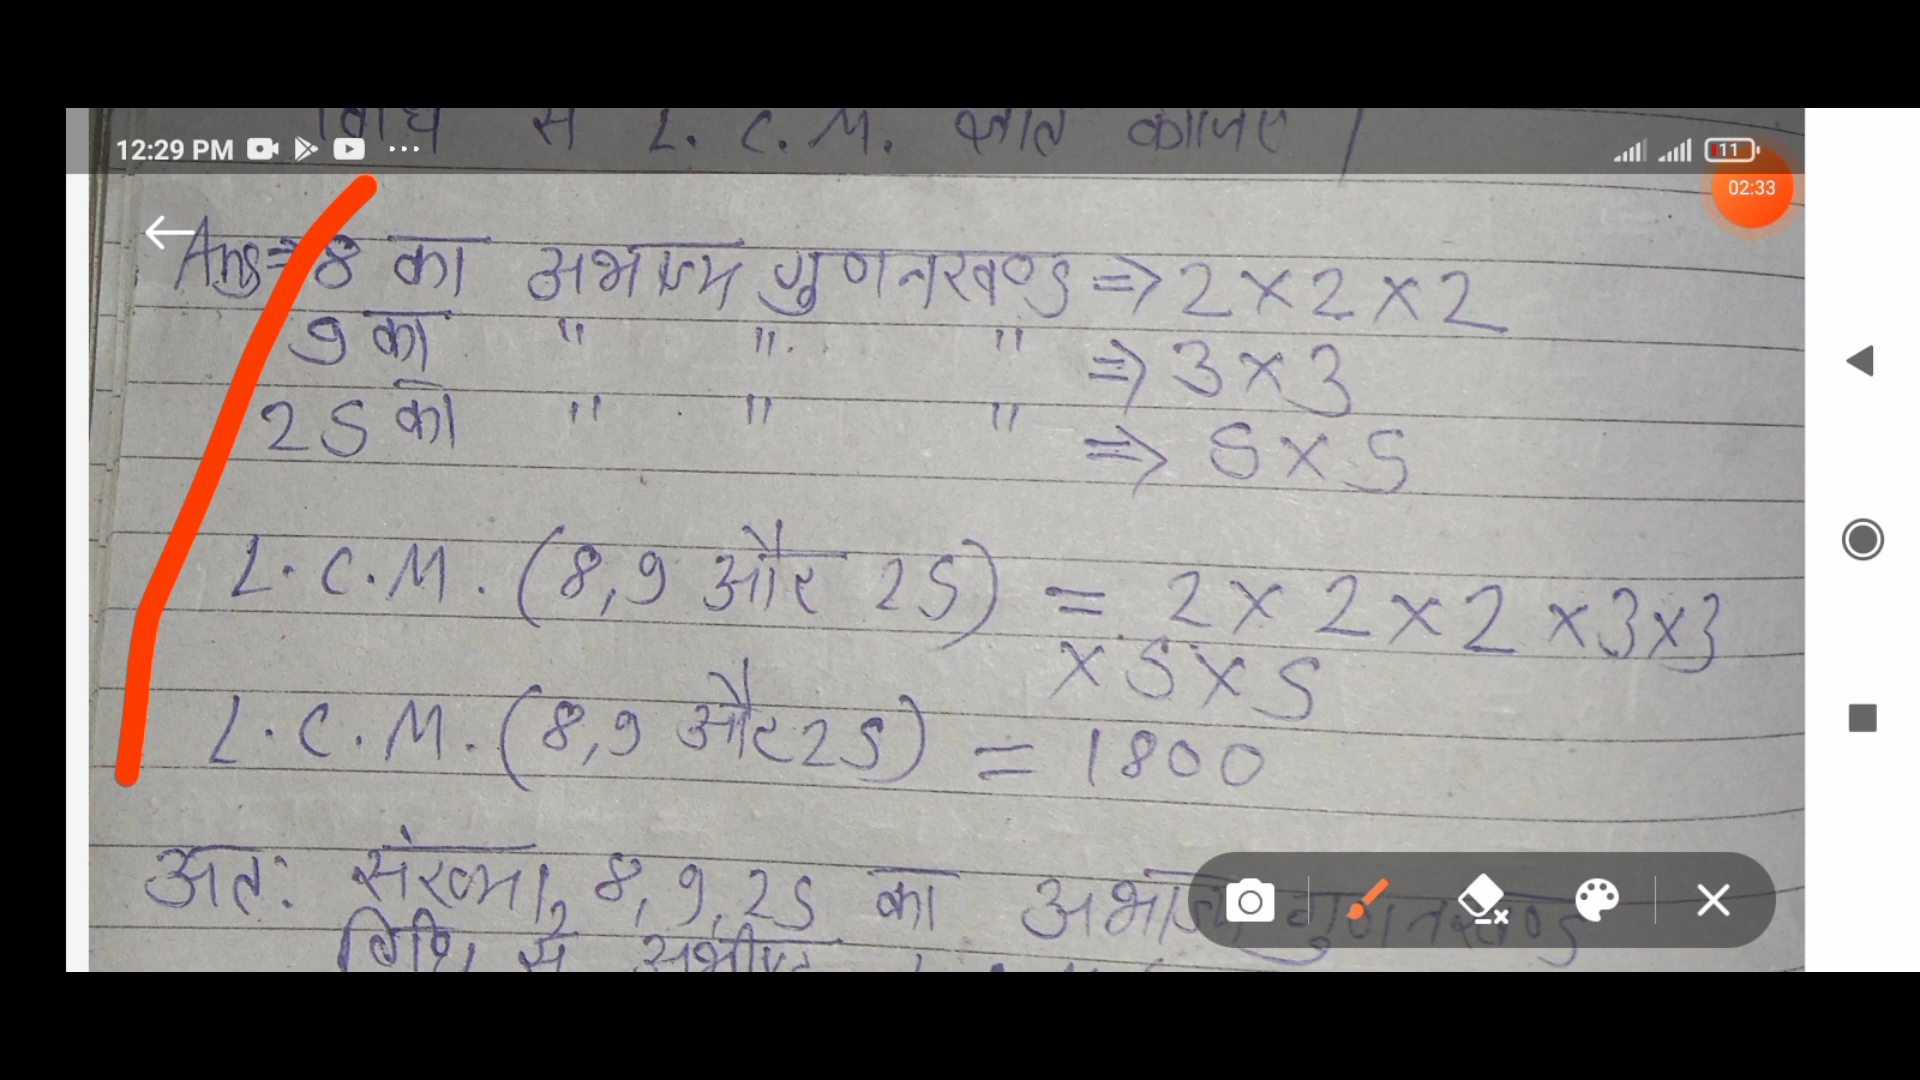 विधि से L.C.M. ज्ञात कीजिए।
12:29 PM ...
11
02:33
Ans⇒ 8 का अभाज्य गुणनखण्ड ⇒ 2×2×2
9 का " " " ⇒ 3×3
25 का " " " ⇒ 5×5
L.C.M. (8,9 और 25) = 2×2×2×3×3
×5×5
L.C.M. (8,9 और 25) = 1800
अतः संख्या, 8,9,25 का अभाज्य गुणनखण्ड
विधि से अभीष्ट